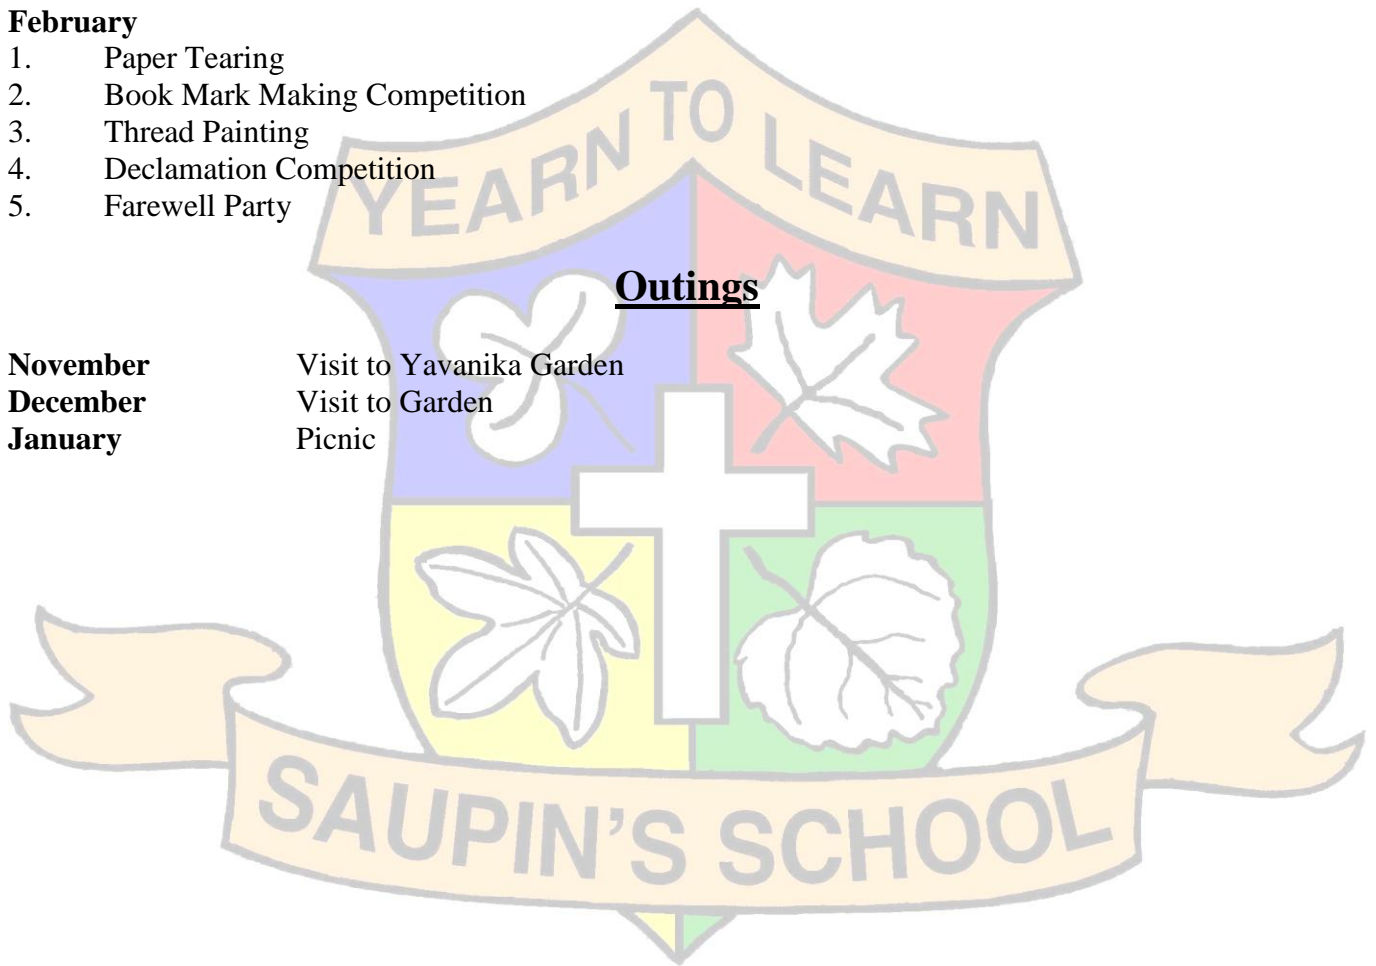 February
1. Paper Tearing
2. Book Mark Making Competition
3. Thread Painting
4. Declamation Competition
5. Farewell Party
YEARN TO LEARN
Outings
November Visit to Yavanika Garden
December Visit to Garden
January Picnic
SAUPIN'S SCHOOL